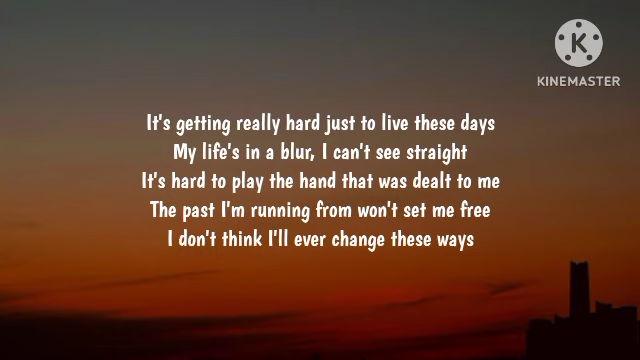 KINEMASTER
It's getting really hard just to live these days
My life's in a blur, I can't see straight
It's hard to play the hand that was dealt to me
The past I'm running from won't set me free
I don't think I'll ever change these ways